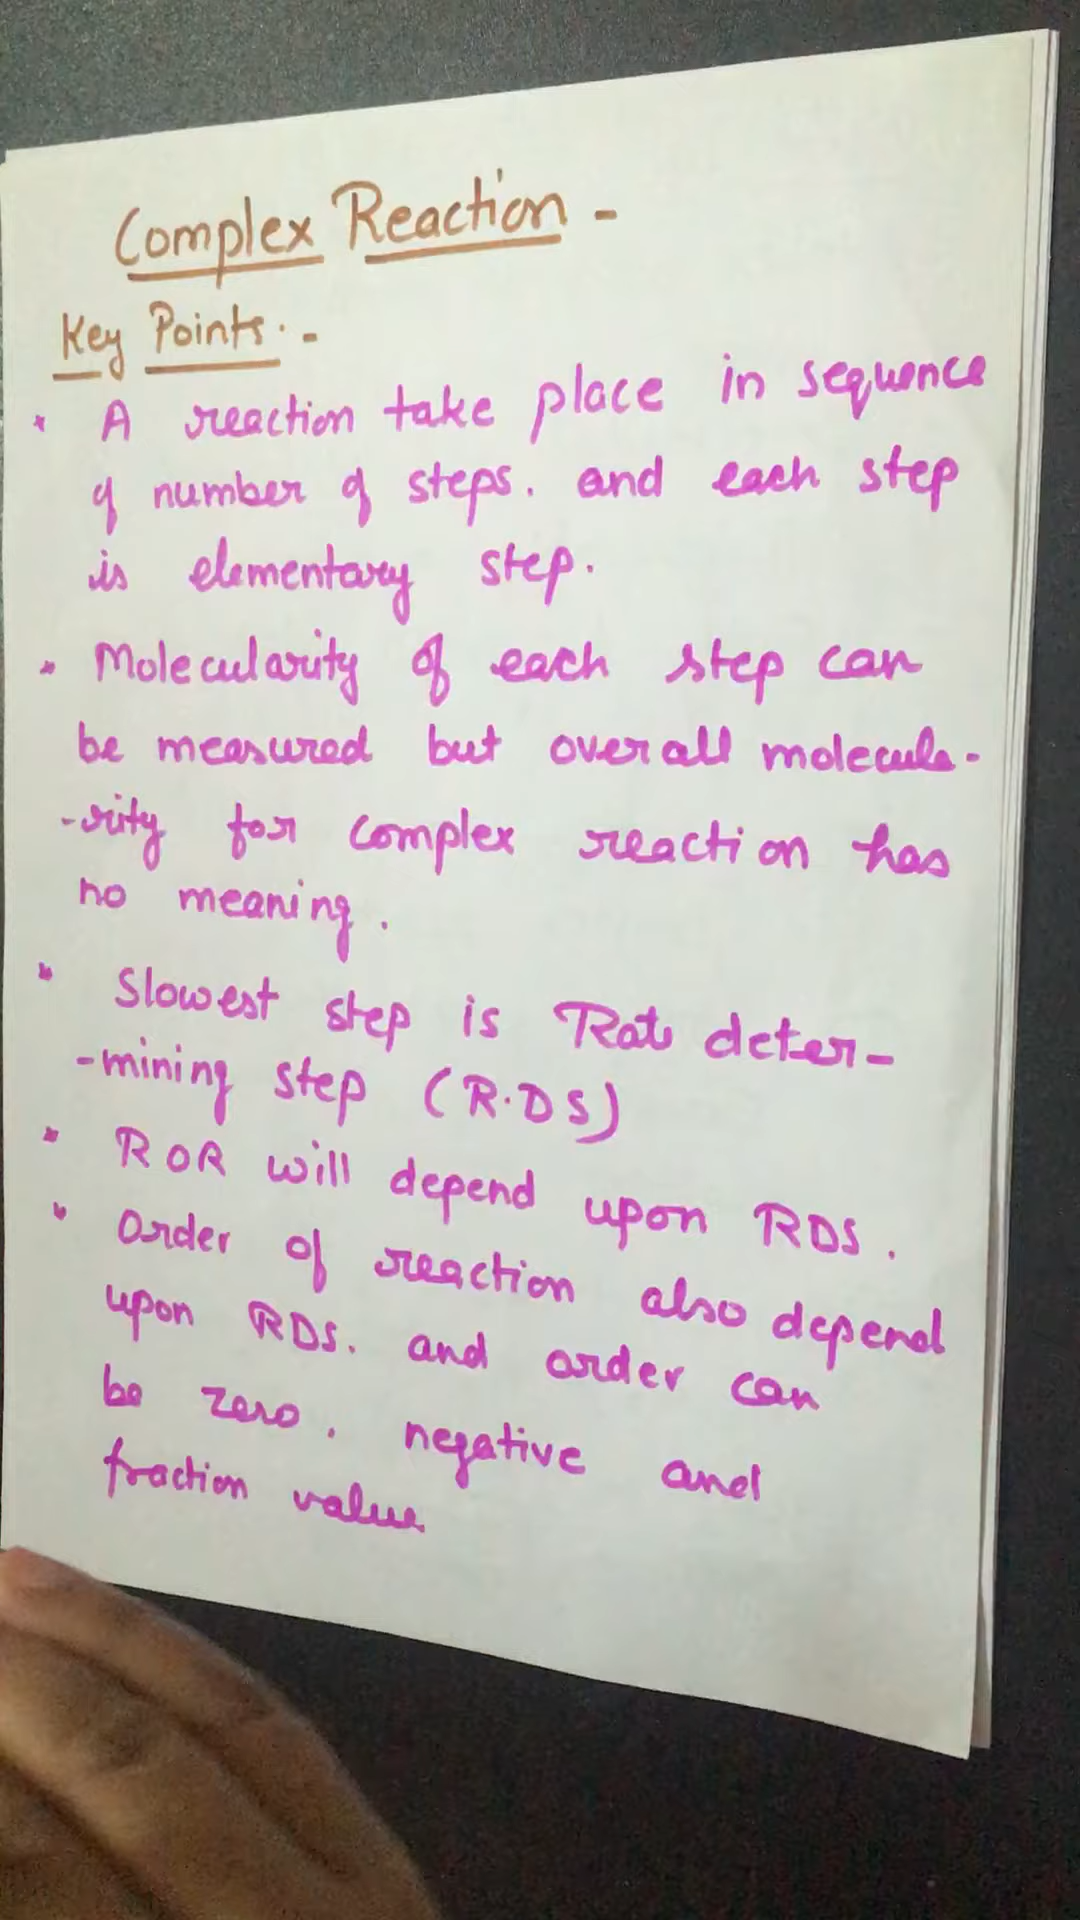 Complex Reaction -
Key Points. -
* A reaction take place in sequence
of number of steps. and each step
is elementary step.
* Molecularity of each step can
be measured but over all molecula-
-rity for complex reaction has
no meaning.
* Slowest step is Rate deter-
-mining step (R.DS)
* ROR will depend upon RDS.
* Order of reaction also depend
upon RDS. and order can
be zero, negative and
fraction value